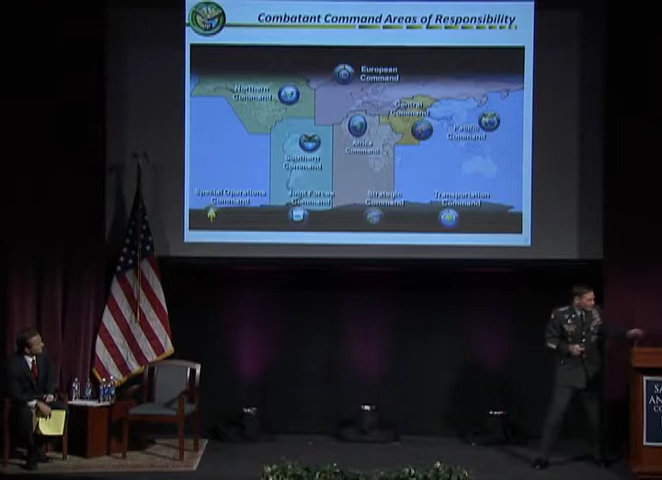 Combatant Command Areas of Responsibility
European
Command
Northern
Command
Central
Command
Pacific
Command
Africa
Command
Southern
Command
Special Operations
Command
Joint Forces
Command
Strategic
Command
Transportation
Command